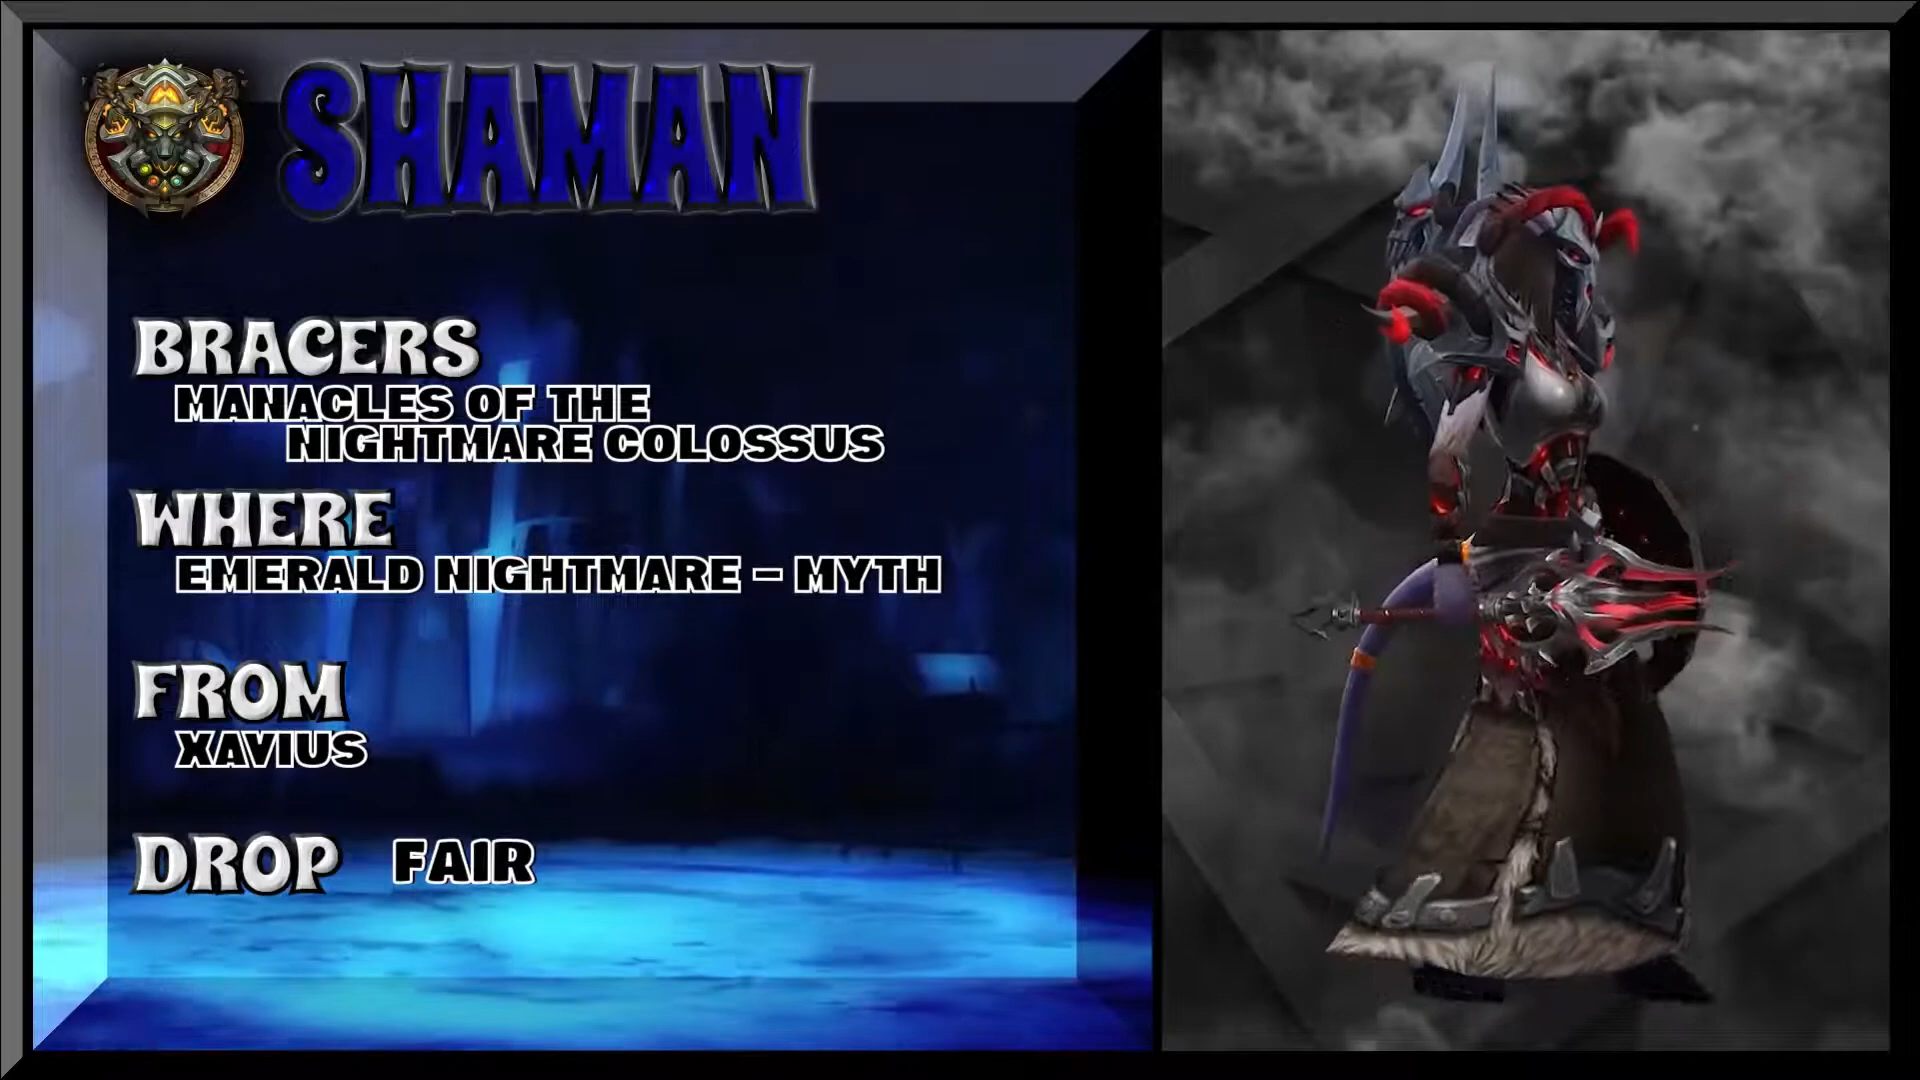 SHAMAN
BRACERS
MANACLES OF THE
NIGHTMARE COLOSSUS
WHERE
EMERALD NIGHTMARE - MYTH
FROM
XAVIUS
DROP FAIR